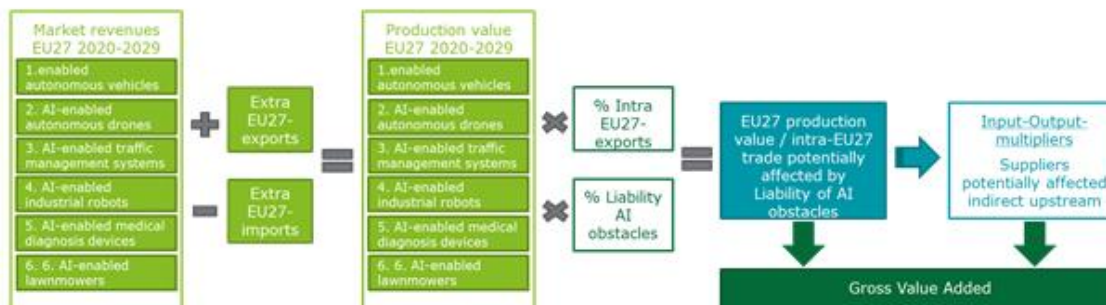 Market revenues
EU27 2020-2029
1.enabled
autonomous vehicles
2. AI-enabled
autonomous drones
3. AI-enabled traffic
management systems
4. AI-enabled
industrial robots
5. AI-enabled medical
diagnosis devices
6. 6. AI-enabled
lawnmowers
Extra
EU27-
exports
Extra
EU27-
imports
Production value
EU27 2020-2029
1.enabled
autonomous vehicles
2. AI-enabled
autonomous drones
3. AI-enabled traffic
management systems
4. AI-enabled
industrial robots
5. AI-enabled medical
diagnosis devices
6. 6. AI-enabled
lawnmowers
% Intra
EU27-
exports
% Liability
AI
obstacles
EU27 production
value / intra-EU27
trade potentially
affected by
Liability of AI
obstacles
Input-Output-
multipliers
Suppliers
potentially affected
indirect upstream
Gross Value Added